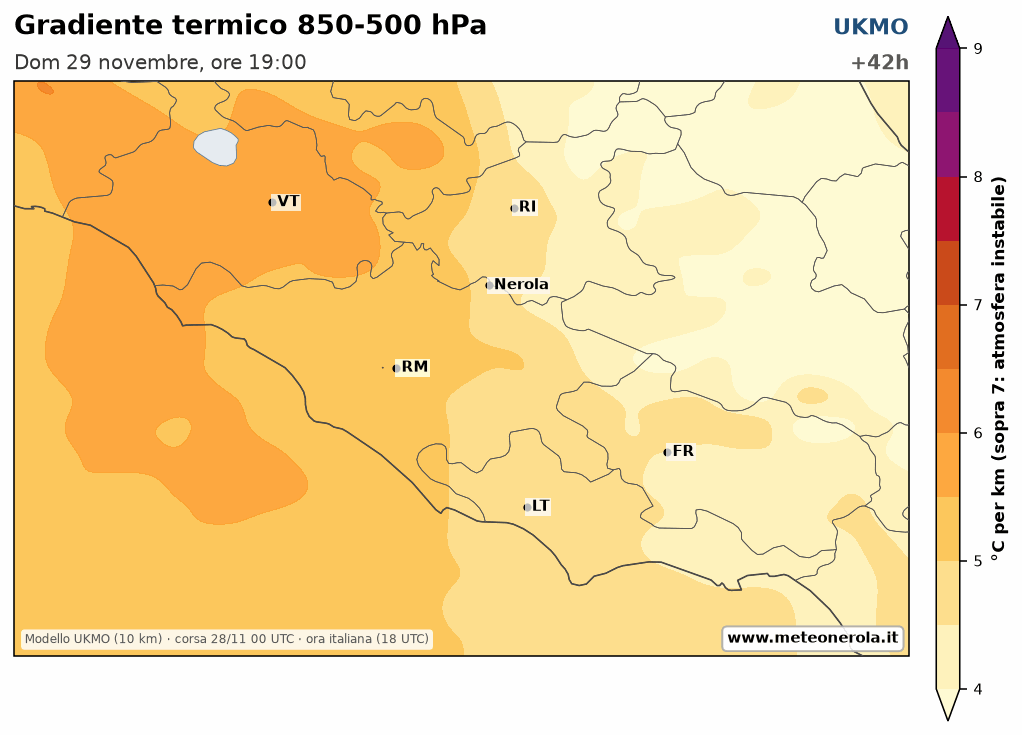 Gradiente termico 850-500 hPa
UKMO
Dom 29 novembre, ore 19:00
+42h
VT
RI
Nerola
RM
FR
LT
9
8
7
6
5
4
°C per km (sopra 7: atmosfera instabile)
Modello UKMO (10 km) · corsa 28/11 00 UTC · ora italiana (18 UTC)
www.meteonerola.it